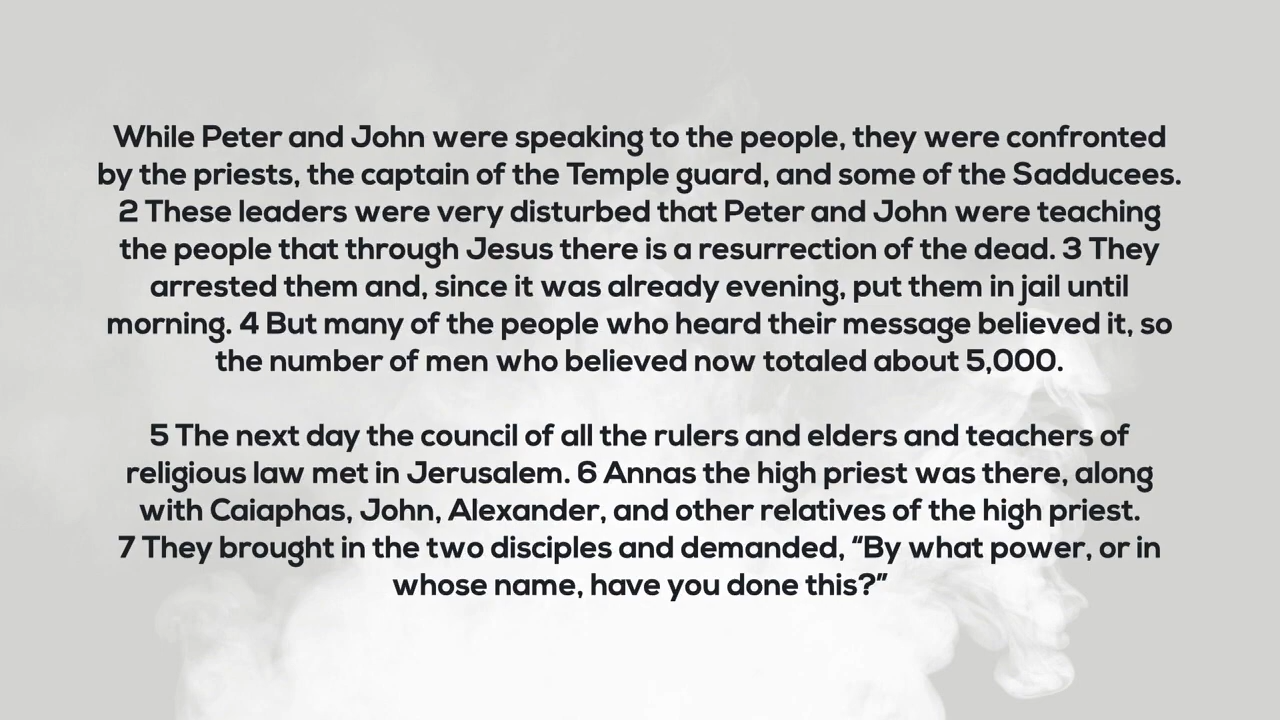 While Peter and John were speaking to the people, they were confronted
by the priests, the captain of the Temple guard, and some of the Sadducees.
2 These leaders were very disturbed that Peter and John were teaching
the people that through Jesus there is a resurrection of the dead. 3 They
arrested them and, since it was already evening, put them in jail until
morning. 4 But many of the people who heard their message believed it, so
the number of men who believed now totaled about 5,000.
5 The next day the council of all the rulers and elders and teachers of
religious law met in Jerusalem. 6 Annas the high priest was there, along
with Caiaphas, John, Alexander, and other relatives of the high priest.
7 They brought in the two disciples and demanded, “By what power, or in
whose name, have you done this?”